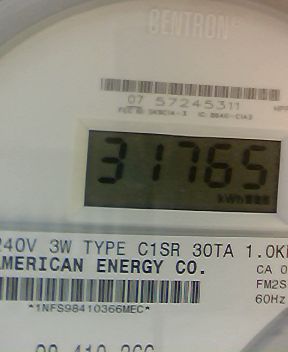 CENTRON
07 57245311
31765
kWh
240V 3W TYPE C1SR 30TA 1.0K
AMERICAN ENERGY CO.
CA 0
FM2S
60Hz
*1NFS98410366MEC*